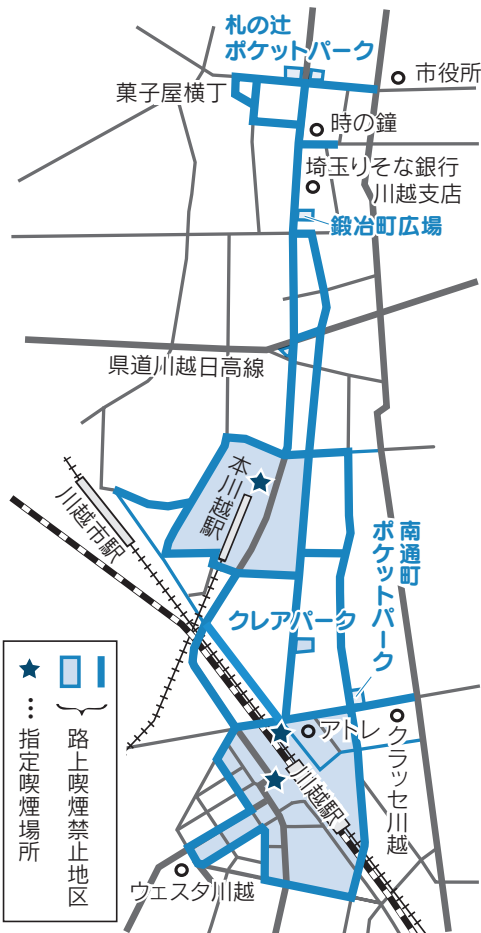 札の辻
ポケットパーク
市役所
菓子屋横丁
時の鐘
埼玉りそな銀行
川越支店
鍛冶町広場
県道川越日高線
本川越駅
川越市駅
南通町
ポケットパーク
クレアパーク
アトレ
クラッセ川越
川越駅
ウェスタ川越
路上喫煙禁止地区
…指定喫煙場所